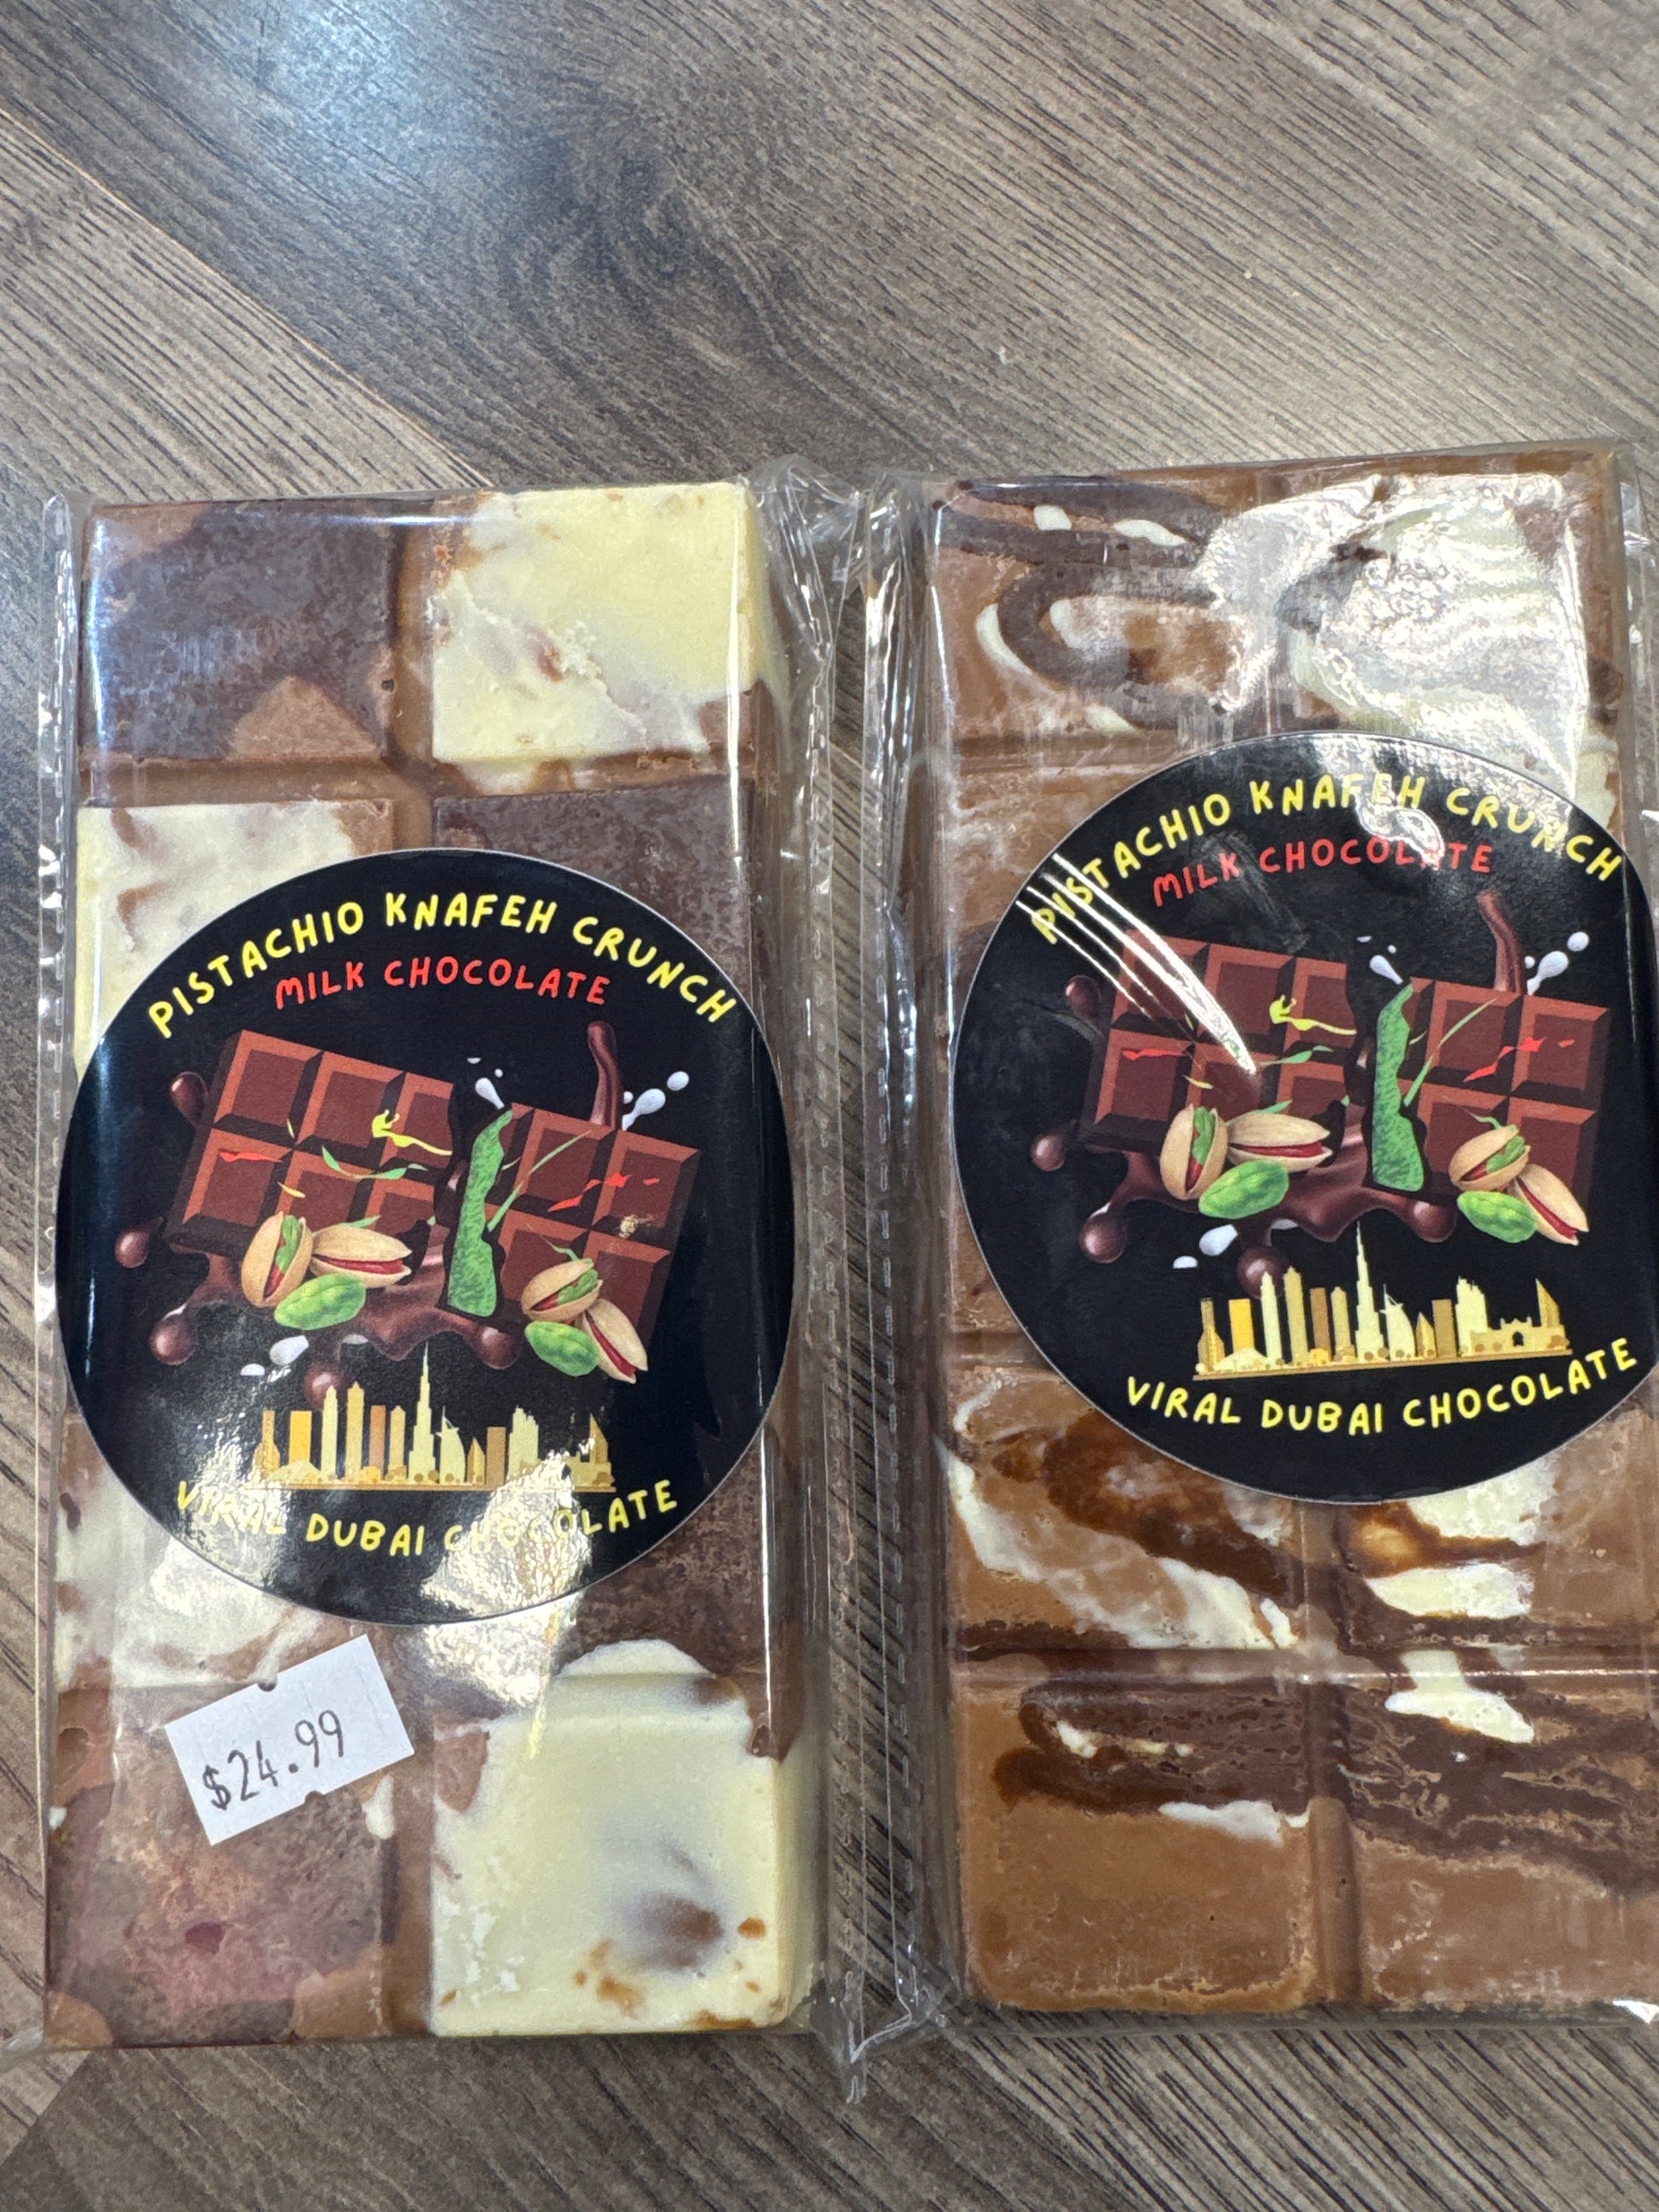 PISTACHIO KNAFEH CRUNCH
MILK CHOCOLATE
VIRAL DUBAI CHOCOLATE
$24.99
PISTACHIO KNAFEH CRUNCH
MILK CHOCOLATE
VIRAL DUBAI CHOCOLATE